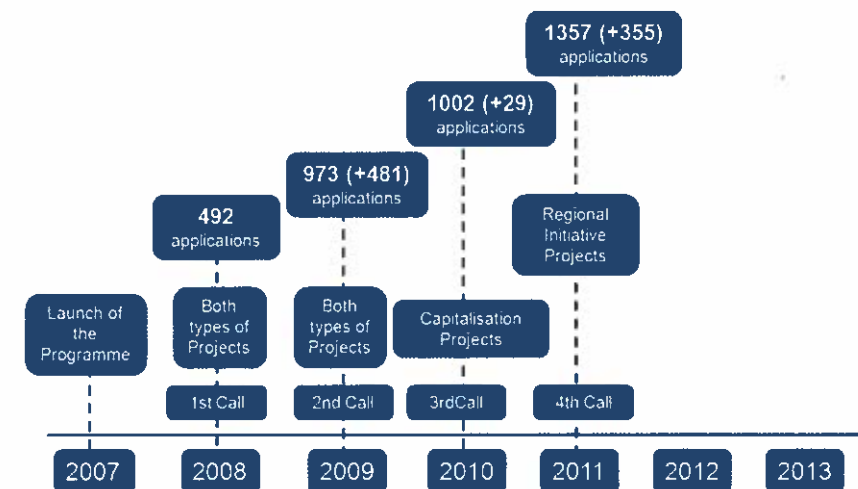 1357 (+355)
applications
1002 (+29)
applications
973 (+481)
applications
492
applications
Regional
Initiative
Projects
Launch of
the
Programme
Both
types of
Projects
Both
types of
Projects
Capitalisation
Projects
1st Call
2nd Call
3rdCall
4th Call
2007
2008
2009
2010
2011
2012
2013